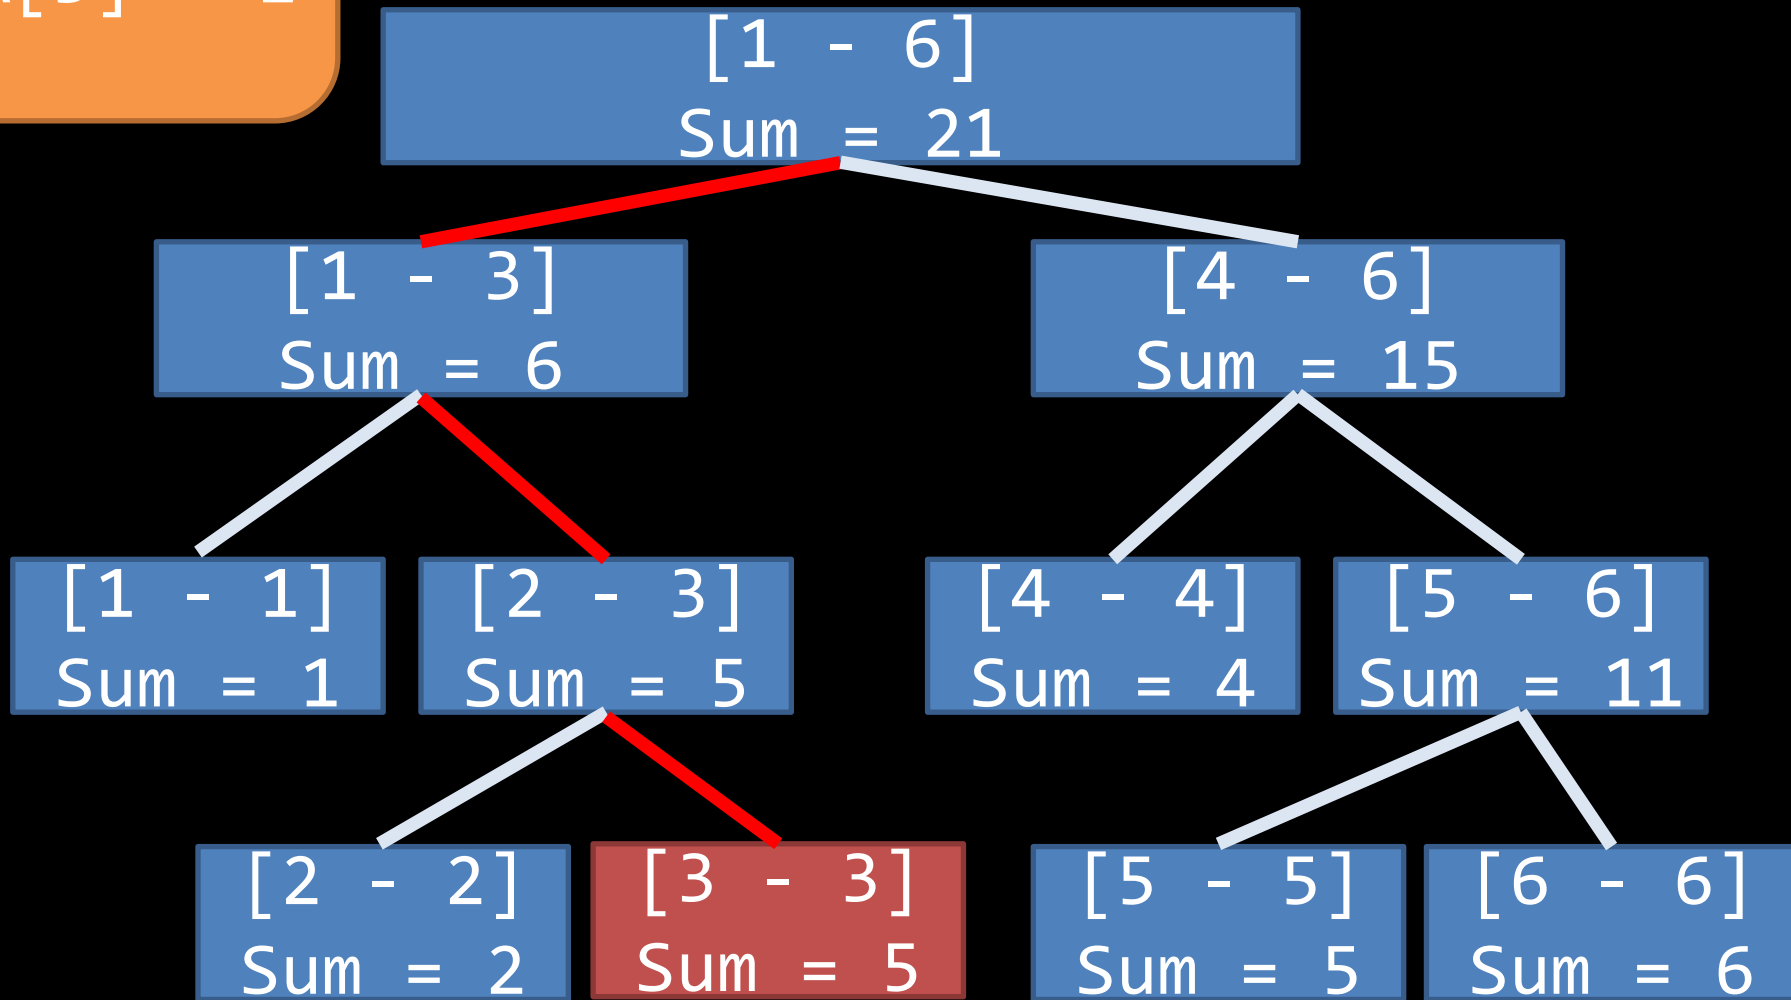 [3]
[1 - 6]
Sum = 21
[1 - 3]
Sum = 6
[4 - 6]
Sum = 15
[1 - 1]
Sum = 1
[2 - 3]
Sum = 5
[4 - 4]
Sum = 4
[5 - 6]
Sum = 11
[2 - 2]
Sum = 2
[3 - 3]
Sum = 5
[5 - 5]
Sum = 5
[6 - 6]
Sum = 6